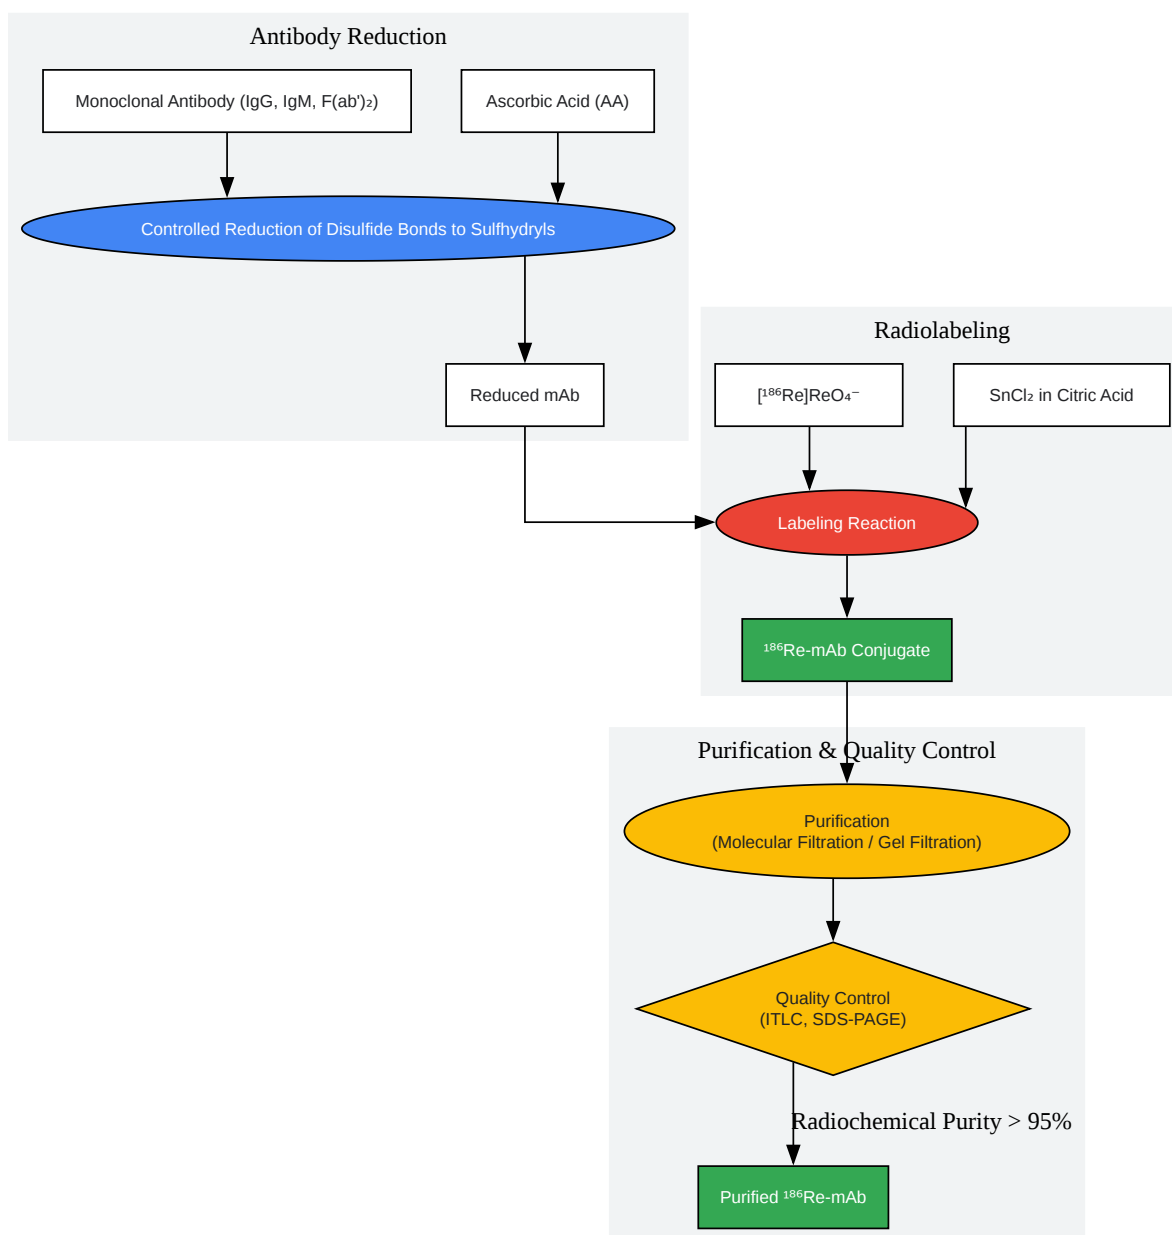 Antibody Reduction
Monoclonal Antibody (IgG, IgM, F(ab')₂)
Ascorbic Acid (AA)
Controlled Reduction of Disulfide Bonds to Sulfhydryls
Reduced mAb
Radiolabeling
[¹⁸⁶Re]ReO₄⁻
SnCl₂ in Citric Acid
Labeling Reaction
¹⁸⁶Re-mAb Conjugate
Purification & Quality Control
Purification
(Molecular Filtration / Gel Filtration)
Quality Control
(ITLC, SDS-PAGE)
Radiochemical Purity > 95%
Purified ¹⁸⁶Re-mAb